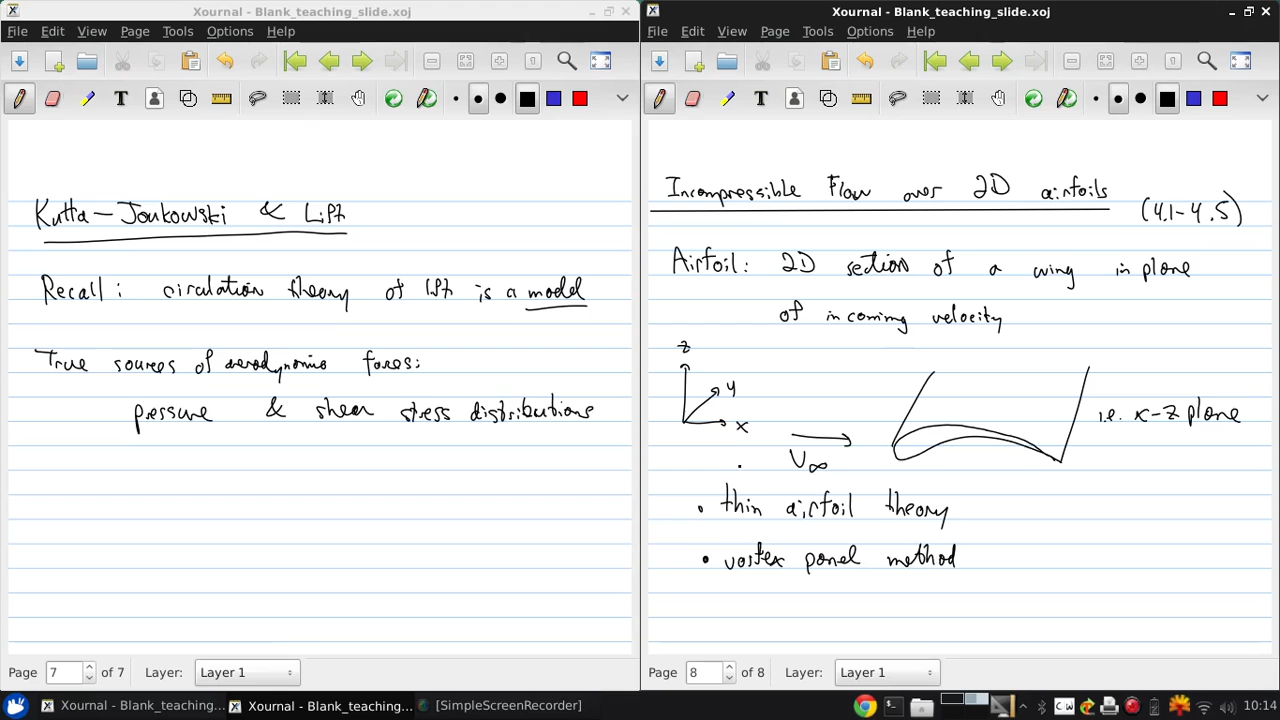 Xournal - Blank_teaching_slide.xoj
File Edit View Page Tools Options Help
Kutta-Joukowski & Lift
Recall: circulation theory of lift is a model
True sources of aerodynamic forces:
pressure & shear stress distributions
Page 7 of 7 Layer: Layer 1
Xournal - Blank_teaching_slide.xoj
File Edit View Page Tools Options Help
Incompressible Flow over 2D airfoils
(4.1-4.5)
Airfoil: 2D section of a wing in plane
of incoming velocity
z
y
x
V∞
i.e. x-z plane
• thin airfoil theory
• vortex panel method
Page 8 of 8 Layer: Layer 1
Xournal - Blank_teaching_... Xournal - Blank_teaching_... [SimpleScreenRecorder] 10:14